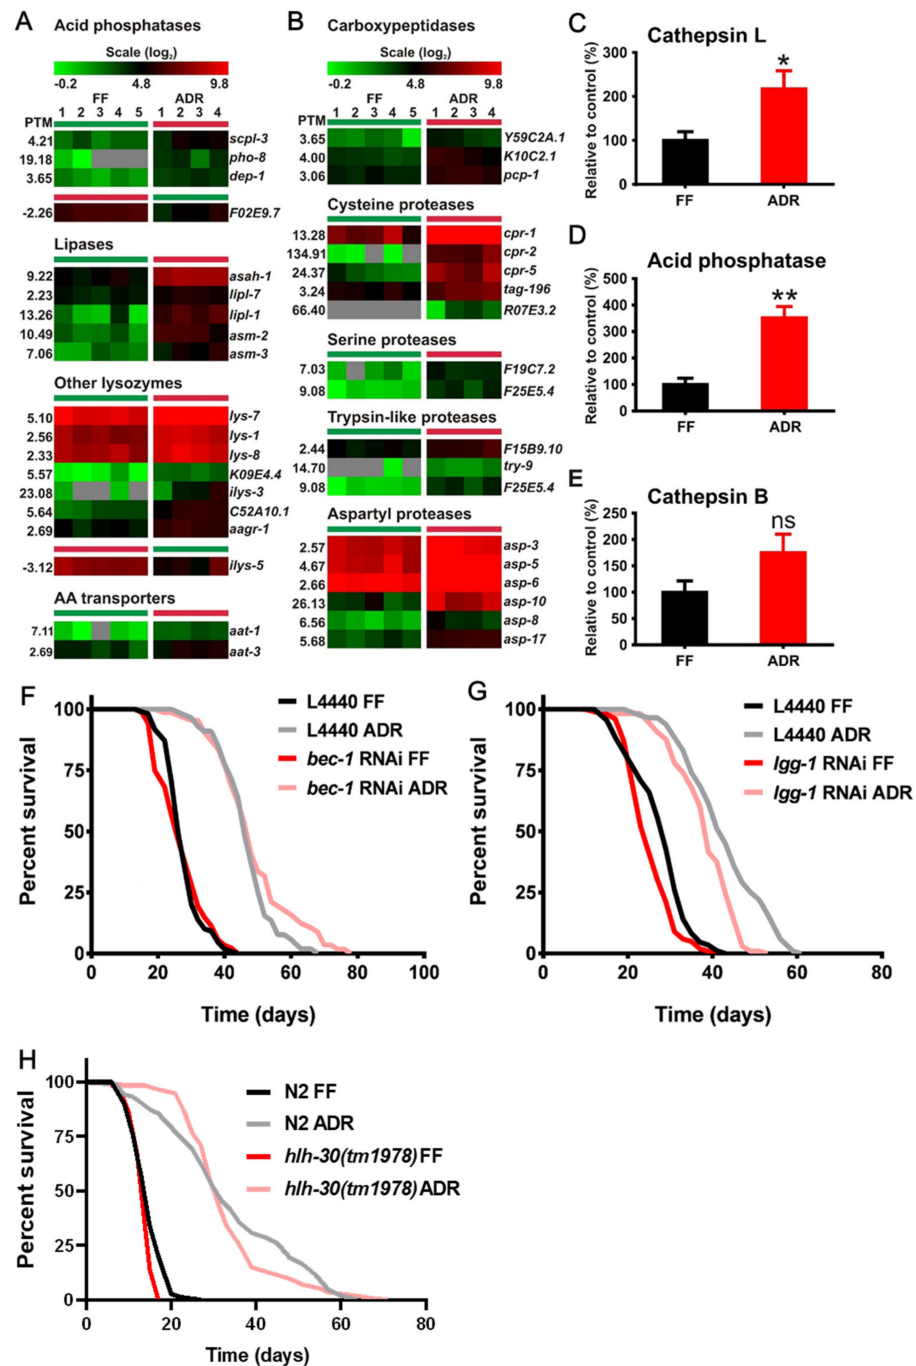 A
Acid phosphatases
Scale (log2)
-0.2 4.8 9.8
FF ADR
PTM 1 2 3 4 5 1 2 3 4
4.21 scpl-3
19.18 pho-8
3.65 dep-1
-2.26 F02E9.7
Lipases
9.22 asah-1
2.23 lipl-7
13.26 lipl-1
10.49 asm-2
7.06 asm-3
Other lysozymes
5.10 lys-7
2.56 lys-1
2.33 lys-8
5.57 K09E4.4
23.08 ilys-3
5.64 C52A10.1
2.69 aagr-1
-3.12 ilys-5
AA transporters
7.11 aat-1
2.69 aat-3
B
Carboxypeptidases
Scale (log2)
-0.2 4.8 9.8
FF ADR
PTM 1 2 3 4 5 1 2 3 4
3.65 Y59C2A.1
4.00 K10C2.1
3.06 pcp-1
Cysteine proteases
13.28 cpr-1
134.91 cpr-2
24.37 cpr-5
3.24 tag-196
66.40 R07E3.2
Serine proteases
7.03 F19C7.2
9.08 F25E5.4
Trypsin-like proteases
2.44 F15B9.10
14.70 try-9
9.08 F25E5.4
Aspartyl proteases
2.57 asp-3
4.67 asp-5
2.66 asp-6
26.13 asp-10
6.56 asp-8
5.68 asp-17
C
Cathepsin L
Relative to control (%)
300
200
100
0
*
FF ADR
D
Acid phosphatase
Relative to control (%)
500
400
300
200
100
0
**
FF ADR
E
Cathepsin B
Relative to control (%)
250
200
150
100
50
0
ns
FF ADR
F
Percent survival
100
75
50
25
0
L4440 FF
L4440 ADR
bec-1 RNAi FF
bec-1 RNAi ADR
0 20 40 60 80 100
Time (days)
G
Percent survival
100
75
50
25
0
L4440 FF
L4440 ADR
lgg-1 RNAi FF
lgg-1 RNAi ADR
0 20 40 60 80
Time (days)
H
Percent survival
100
75
50
25
0
N2 FF
N2 ADR
hlh-30(tm1978) FF
hlh-30(tm1978) ADR
0 20 40 60 80
Time (days)